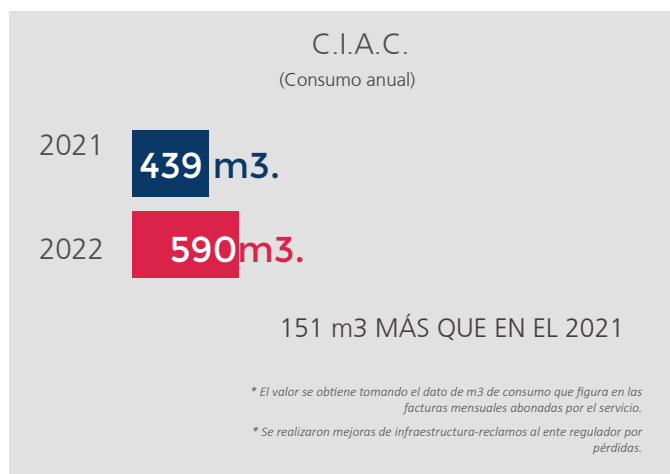 C.I.A.C.
(Consumo anual)
2021
439 m3.
2022
590m3.
151 m3 MÁS QUE EN EL 2021
* El valor se obtiene tomando el dato de m3 de consumo que figura en las
facturas mensuales abonadas por el servicio.
* Se realizaron mejoras de infraestructura-reclamos al ente regulador por
pérdidas.